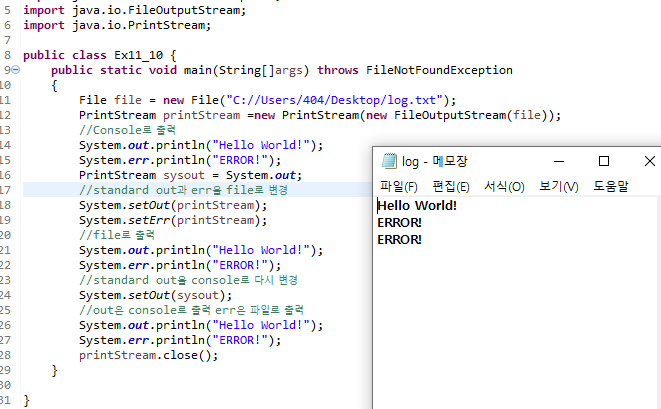 5 import java.io.FileOutputStream;
6 import java.io.PrintStream;
7
8 public class Ex11_10 {
9 public static void main(String[]args) throws FileNotFoundException
10 {
11 File file = new File("C://Users/404/Desktop/log.txt");
12 PrintStream printStream =new PrintStream(new FileOutputStream(file));
13 //Console로 출력
14 System.out.println("Hello World!");
15 System.err.println("ERROR!");
16 PrintStream sysout = System.out;
17 //standard out과 err을 file로 변경
18 System.setOut(printStream);
19 System.setErr(printStream);
20 //file로 출력
21 System.out.println("Hello World!");
22 System.err.println("ERROR!");
23 //standard out을 console로 다시 변경
24 System.setOut(sysout);
25 //out은 console로 출력 err은 파일로 출력
26 System.out.println("Hello World!");
27 System.err.println("ERROR!");
28 printStream.close();
29 }
30
31 }
log - 메모장
파일(F) 편집(E) 서식(O) 보기(V) 도움말
Hello World!
ERROR!
ERROR!